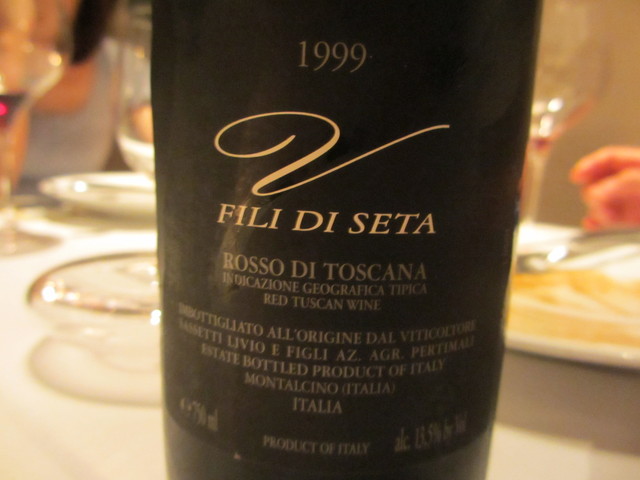 1999
V
FILI DI SETA
ROSSO DI TOSCANA
INDICAZIONE GEOGRAFICA TIPICA
RED TUSCAN WINE
IMBOTTIGLIATO ALL'ORIGINE DAL VITICOLTORE
SASSETTI LIVIO E FIGLI AZ. AGR. PERTIMALI
ESTATE BOTTLED PRODUCT OF ITALY
MONTALCINO (ITALIA)
ITALIA
e 750 ml
alc. 13,5% by Vol.
PRODUCT OF ITALY